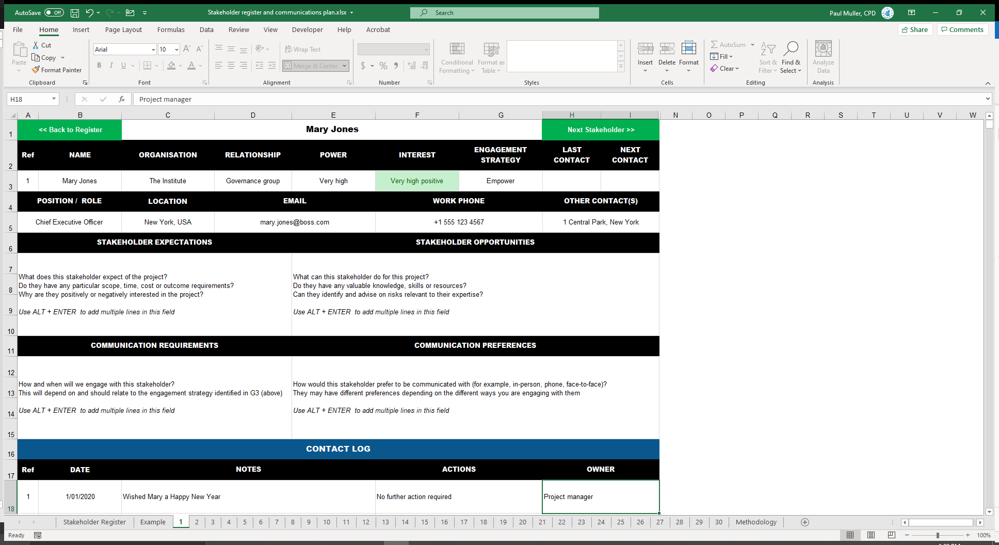 AutoSave Off
Stakeholder register and communications plan.xlsx
Search
Paul Muller, CPD
File Home Insert Page Layout Formulas Data Review View Developer Help Acrobat
Share Comments
Paste
Cut
Copy
Format Painter
Clipboard
Arial 10 A A
B I U A
Font
ab Wrap Text
Merge & Center
Alignment
$ %
Number
Conditional Formatting
Format as Table
Styles
Insert Delete Format
Cells
AutoSum
Fill
Clear
Sort & Filter
Find & Select
Editing
Analyze Data
Analysis
H18 fx Project manager
A B C D E F G H I N O P Q R S T U V W
1 << Back to Register Mary Jones Next Stakeholder >>
2 Ref NAME ORGANISATION RELATIONSHIP POWER INTEREST ENGAGEMENT STRATEGY LAST CONTACT NEXT CONTACT
3 1 Mary Jones The Institute Governance group Very high Very high positive Empower
4 POSITION / ROLE LOCATION EMAIL WORK PHONE OTHER CONTACT(S)
5 Chief Executive Officer New York, USA mary.jones@boss.com +1 555 123 4567 1 Central Park, New York
6 STAKEHOLDER EXPECTATIONS STAKEHOLDER OPPORTUNITIES
7
8
9
10
What does this stakeholder expect of the project?
Do they have any particular scope, time, cost or outcome requirements?
Why are they positively or negatively interested in the project?
Use ALT + ENTER to add multiple lines in this field
What can this stakeholder do for this project?
Do they have any valuable knowledge, skills or resources?
Can they identify and advise on risks relevant to their expertise?
Use ALT + ENTER to add multiple lines in this field
11 COMMUNICATION REQUIREMENTS COMMUNICATION PREFERENCES
12
13
14
15
How and when will we engage with this stakeholder?
This will depend on and should relate to the engagement strategy identified in G3 (above)
Use ALT + ENTER to add multiple lines in this field
How would this stakeholder prefer to be communicated with (for example, in-person, phone, face-to-face)?
They may have different preferences depending on the different ways you are engaging with them
Use ALT + ENTER to add multiple lines in this field
16 CONTACT LOG
17 Ref DATE NOTES ACTIONS OWNER
18 1 1/01/2020 Wished Mary a Happy New Year No further action required Project manager
Stakeholder Register Example 1 2 3 4 5 6 7 8 9 10 11 12 13 14 15 16 17 18 19 20 21 22 23 24 25 26 27 28 29 30 Methodology
Ready 100%